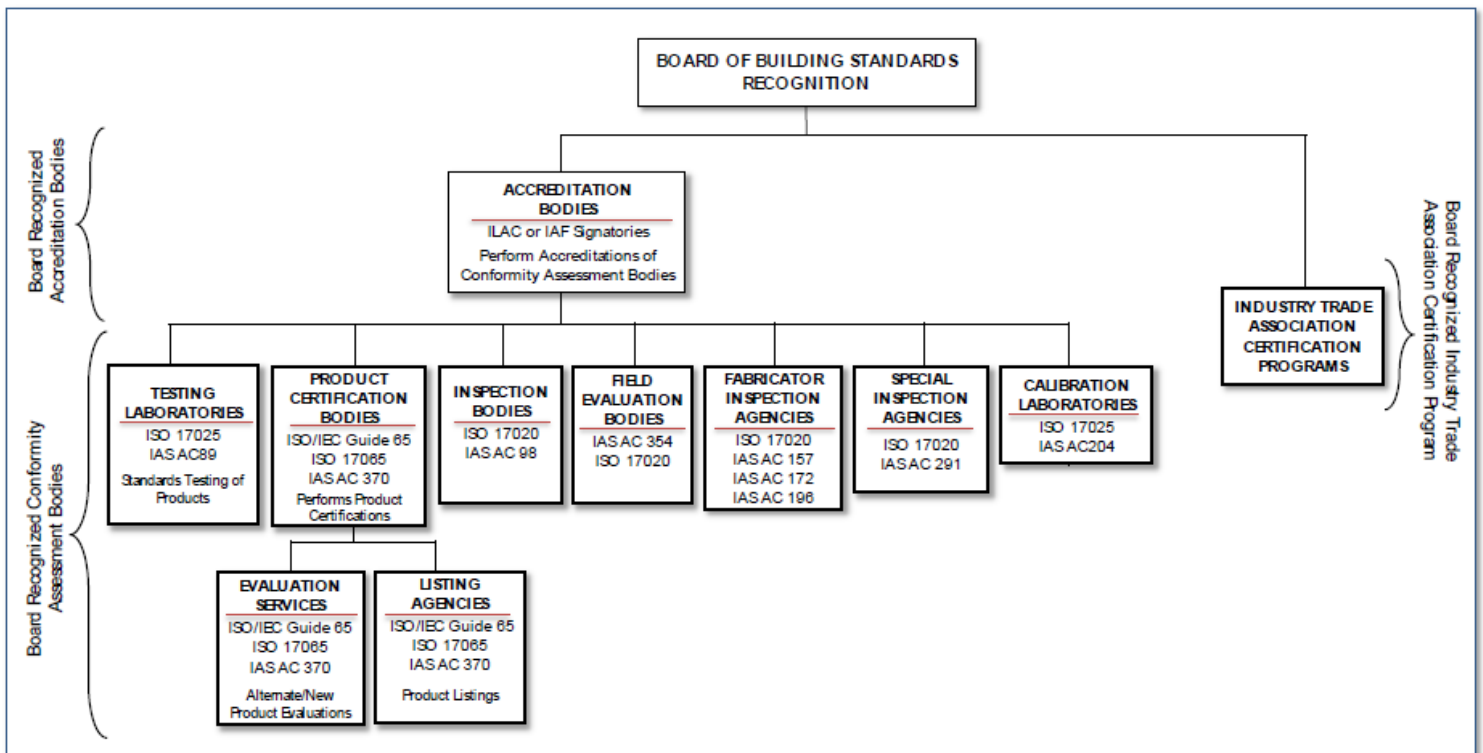 BOARD OF BUILDING STANDARDS
RECOGNITION
Board Recognized
Accreditation Bodies
ACCREDITATION
BODIES
ILAC or IAF Signatories
Perform Accreditations of
Conformity Assessment Bodies
INDUSTRY TRADE
ASSOCIATION
CERTIFICATION
PROGRAMS
Board Recognized Industry Trade
Association Certification Program
Board Recognized Conformity
Assessment Bodies
TESTING
LABORATORIES
ISO 17025
IAS AC89
Standards Testing of
Products
PRODUCT
CERTIFICATION
BODIES
ISO/IEC Guide 65
ISO 17065
IAS AC 370
Performs Product
Certifications
INSPECTION
BODIES
ISO 17020
IAS AC 98
FIELD
EVALUATION
BODIES
IAS AC 354
ISO 17020
FABRICATOR
INSPECTION
AGENCIES
ISO 17020
IAS AC 157
IAS AC 172
IAS AC 196
SPECIAL
INSPECTION
AGENCIES
ISO 17020
IAS AC 291
CALIBRATION
LABORATORIES
ISO 17025
IAS AC204
EVALUATION
SERVICES
ISO/IEC Guide 65
ISO 17065
IAS AC 370
Alternate/New
Product Evaluations
LISTING
AGENCIES
ISO/IEC Guide 65
ISO 17065
IAS AC 370
Product Listings